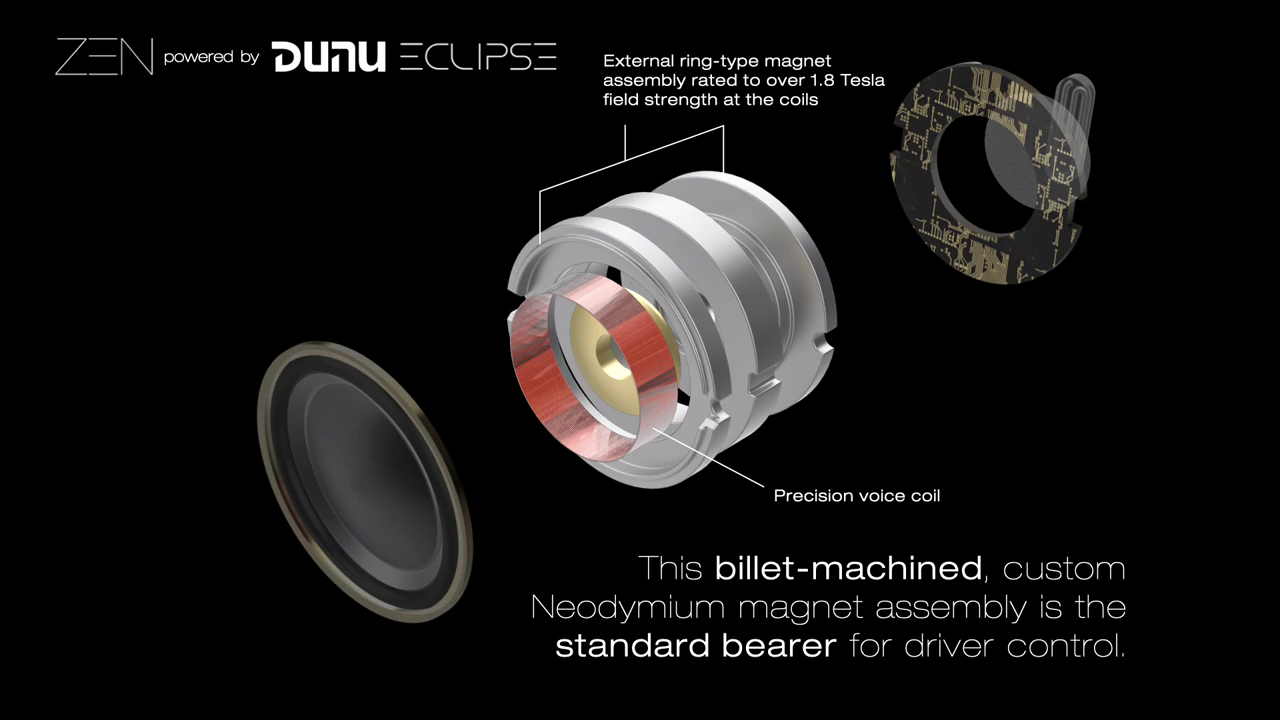 ZEN powered by DUNU ECLIPSE
External ring-type magnet
assembly rated to over 1.8 Tesla
field strength at the coils
Precision voice coil
This billet-machined, custom
Neodymium magnet assembly is the
standard bearer for driver control.